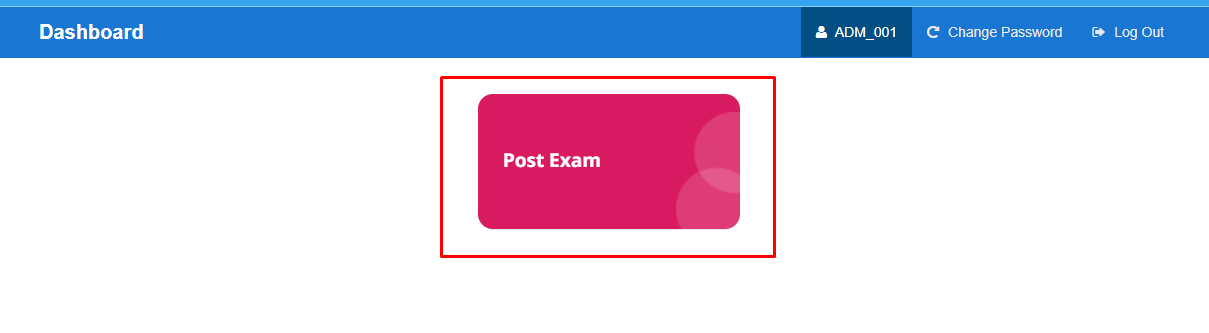 Dashboard
ADM_001
Change Password
Log Out
Post Exam